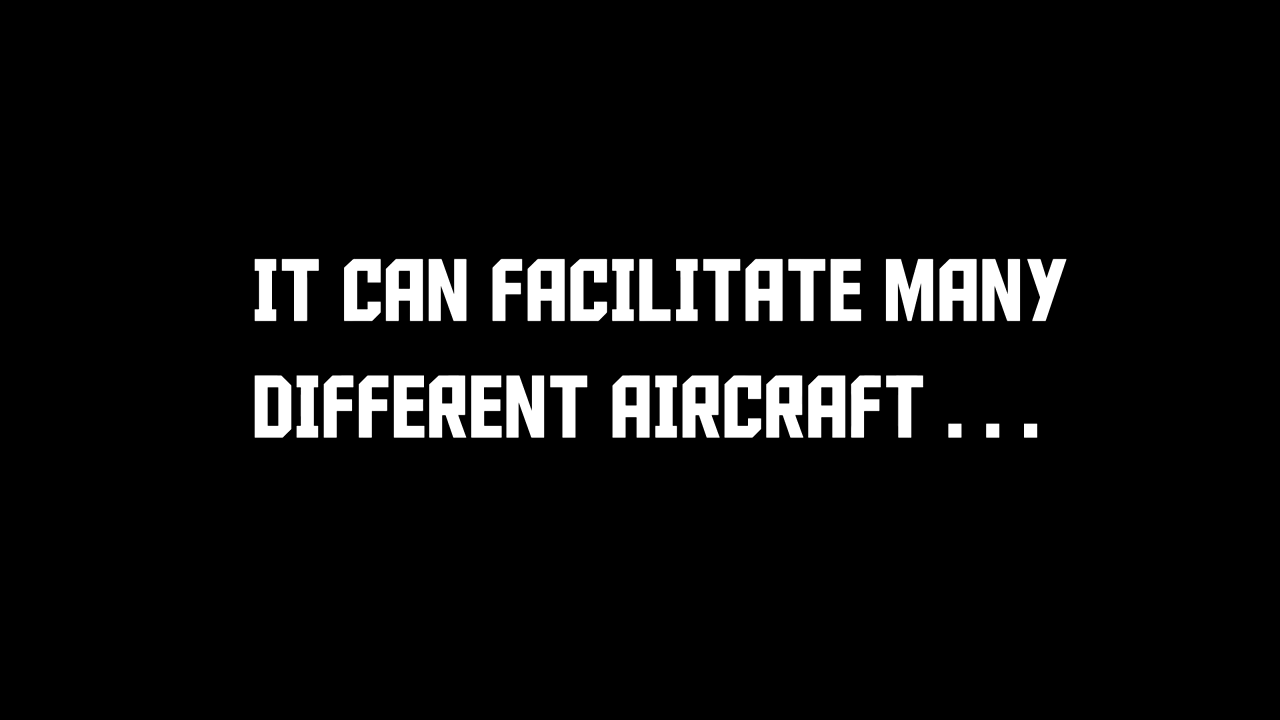 IT CAN FACILITATE MANY
DIFFERENT AIRCRAFT . . .